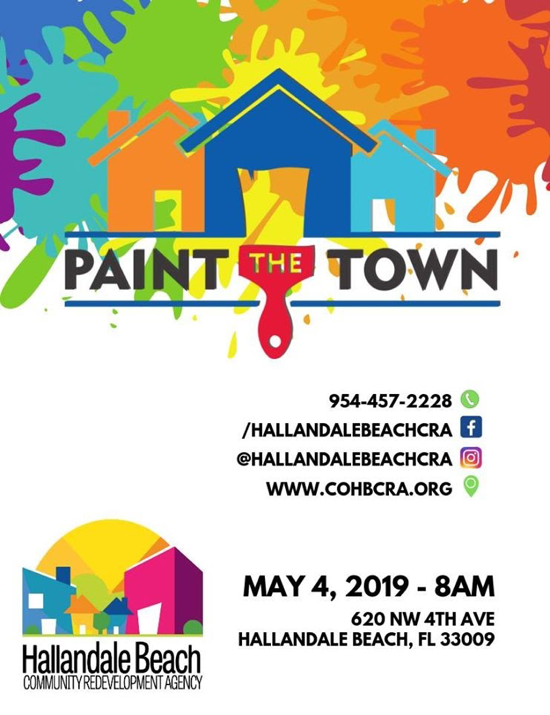 PAINT THE TOWN
954-457-2228
/HALLANDALEBEACHCRA
@HALLANDALEBEACHCRA
WWW.COHBCRA.ORG
MAY 4, 2019 - 8AM
620 NW 4TH AVE
HALLANDALE BEACH, FL 33009
Hallandale Beach
COMMUNITY REDEVELOPMENT AGENCY